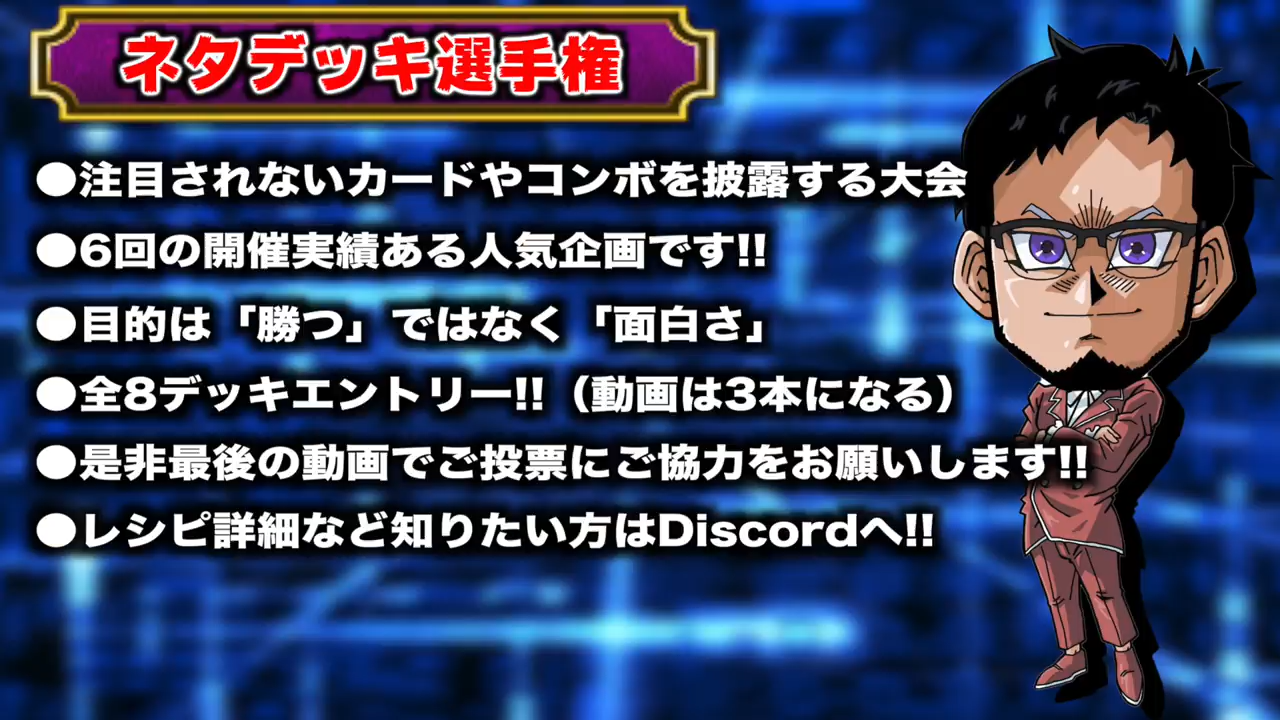 ネタデッキ選手権
●注目されないカードやコンボを披露する大会
●6回の開催実績ある人気企画です!!
●目的は「勝つ」ではなく「面白さ」
●全8デッキエントリー!!（動画は3本になる）
●是非最後の動画でご投票にご協力をお願いします!!
●レシピ詳細など知りたい方はDiscordへ!!